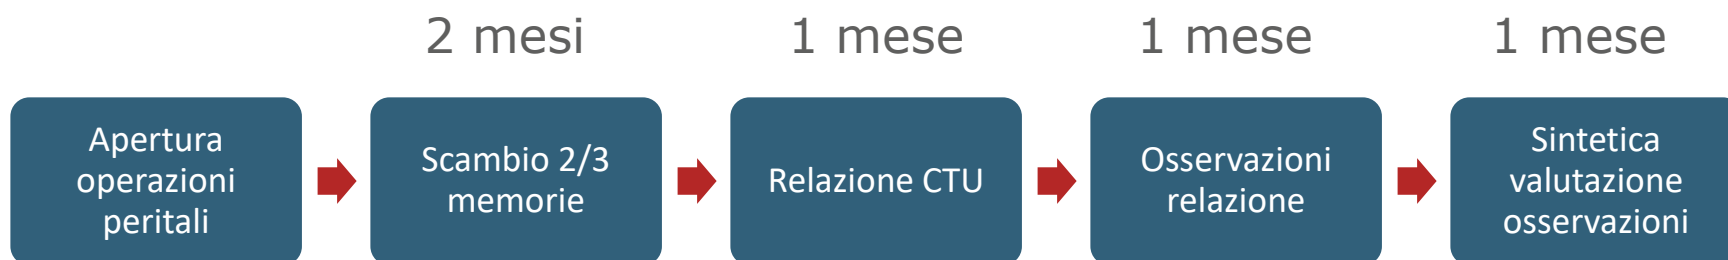 2 mesi
1 mese
1 mese
1 mese
Apertura
operazioni
peritali
Scambio 2/3
memorie
Relazione CTU
Osservazioni
relazione
Sintetica
valutazione
osservazioni